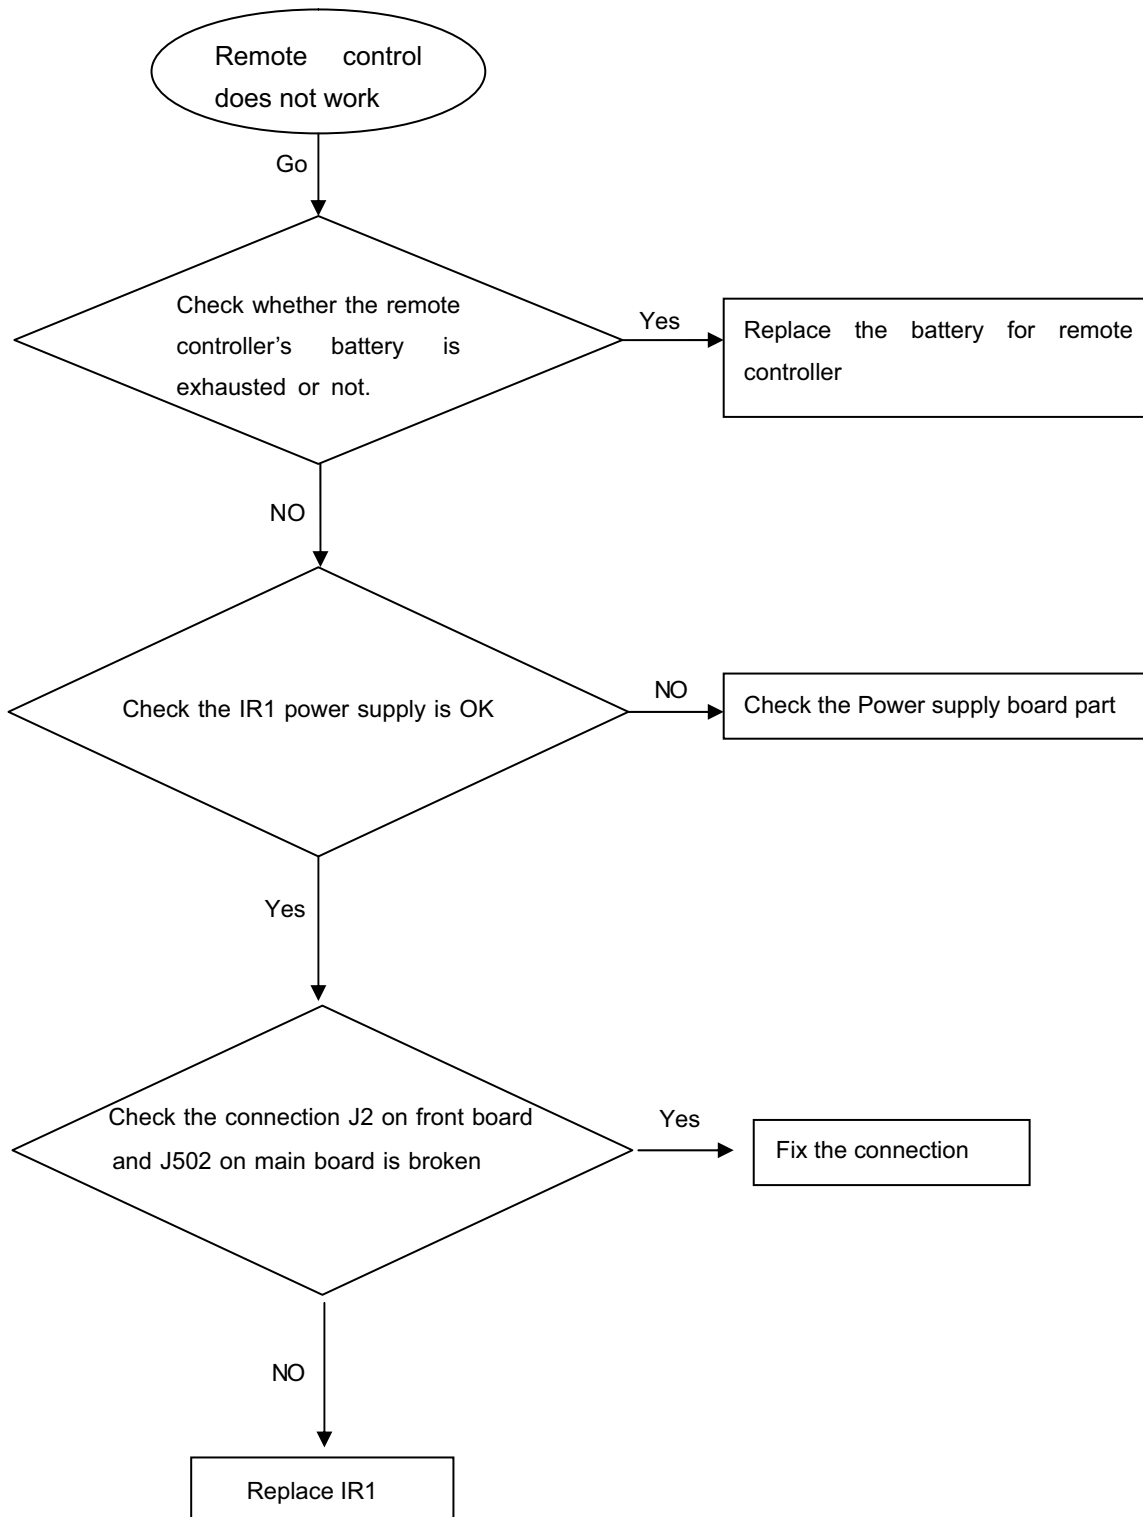 Remote control
does not work
Go
Check whether the remote
controller's battery is
exhausted or not.
Yes
Replace the battery for remote
controller
NO
Check the IR1 power supply is OK
NO
Check the Power supply board part
Yes
Check the connection J2 on front board
and J502 on main board is broken
Yes
Fix the connection
NO
Replace IR1